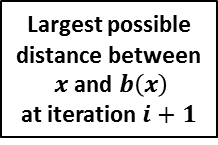 Largest possible
distance between
x and b(x)
at iteration i + 1